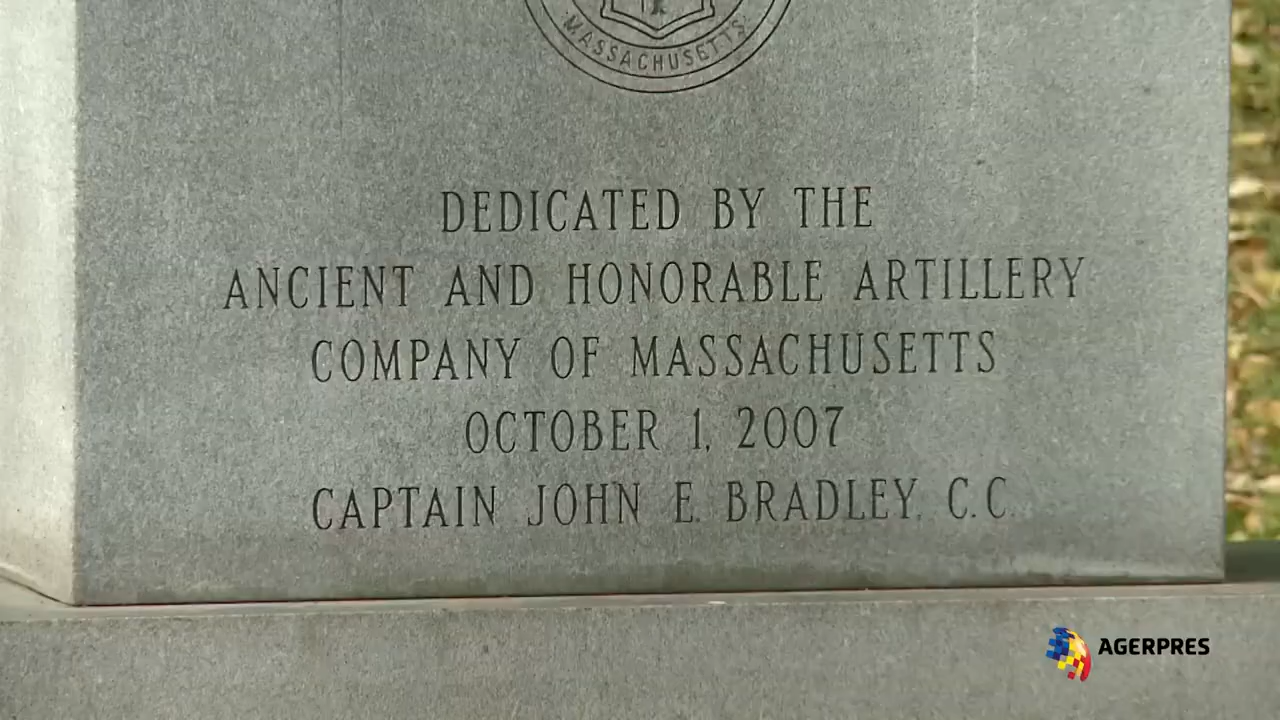 MASSACHUSETTS
DEDICATED BY THE
ANCIENT AND HONORABLE ARTILLERY
COMPANY OF MASSACHUSETTS
OCTOBER 1, 2007
CAPTAIN JOHN E. BRADLEY, C.C.
AGERPRES